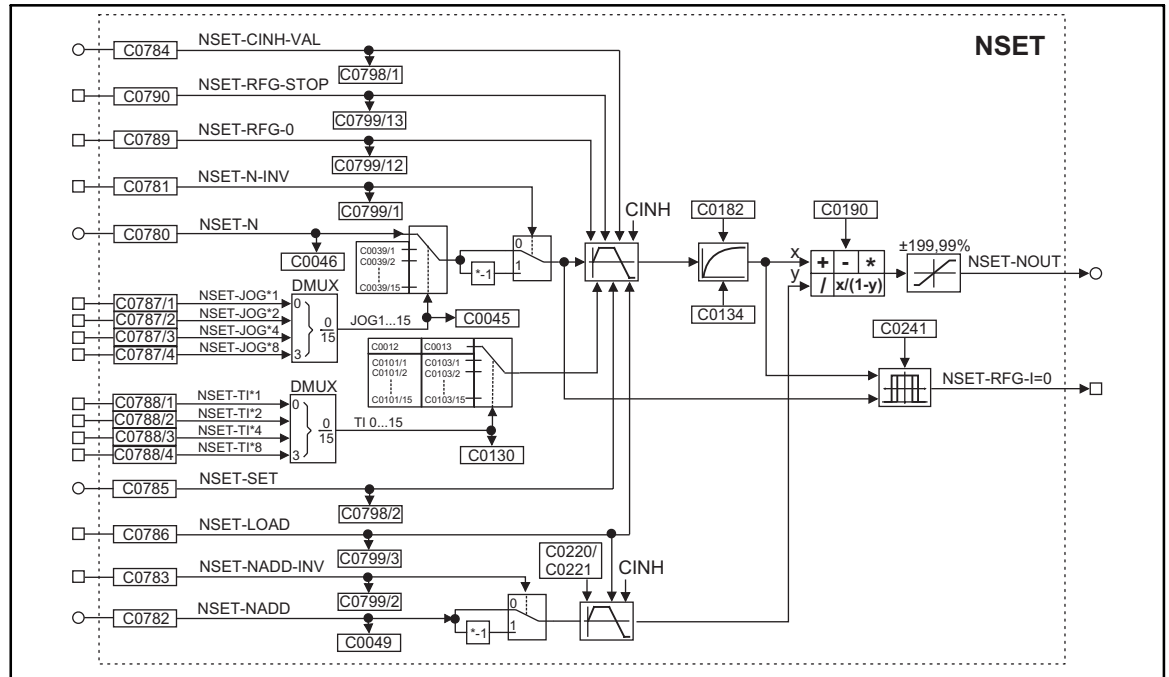 NSET
C0784 NSET-CINH-VAL
C0798/1
C0790 NSET-RFG-STOP
C0799/13
C0789 NSET-RFG-0
C0799/12
C0781 NSET-N-INV
C0799/1
CINH
C0182
C0190
C0780 NSET-N
C0046
C0039/1
C0039/2
C0039/15
*-1
0
1
C0134
x
y
+ - *
/ x/(1-y)
±199,99%
NSET-NOUT
C0787/1 NSET-JOG*1
C0787/2 NSET-JOG*2
C0787/3 NSET-JOG*4
C0787/4 NSET-JOG*8
DMUX
0
3
0
15
JOG1...15
C0045
C0241
NSET-RFG-I=0
C0012 C0013
C0101/1 C0103/1
C0101/2 C0103/2
C0101/15 C0103/15
C0788/1 NSET-TI*1
C0788/2 NSET-TI*2
C0788/3 NSET-TI*4
C0788/4 NSET-TI*8
DMUX
0
3
0
15
TI 0...15
C0130
C0785 NSET-SET
C0798/2
C0786 NSET-LOAD
C0799/3
C0220/
C0221
CINH
C0783 NSET-NADD-INV
C0799/2
C0782 NSET-NADD
C0049
*-1
0
1